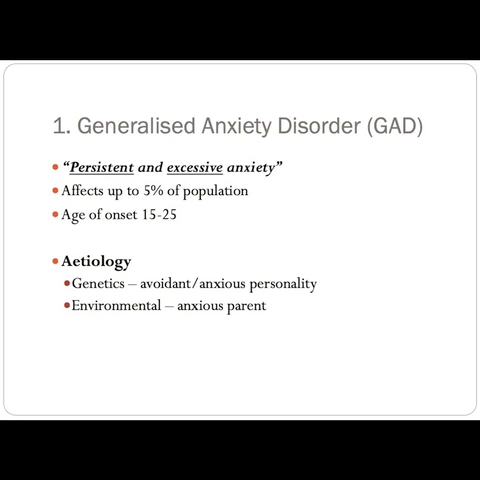 1. Generalised Anxiety Disorder (GAD)
• “Persistent and excessive anxiety”
• Affects up to 5% of population
• Age of onset 15-25
• Aetiology
• Genetics – avoidant/anxious personality
• Environmental – anxious parent